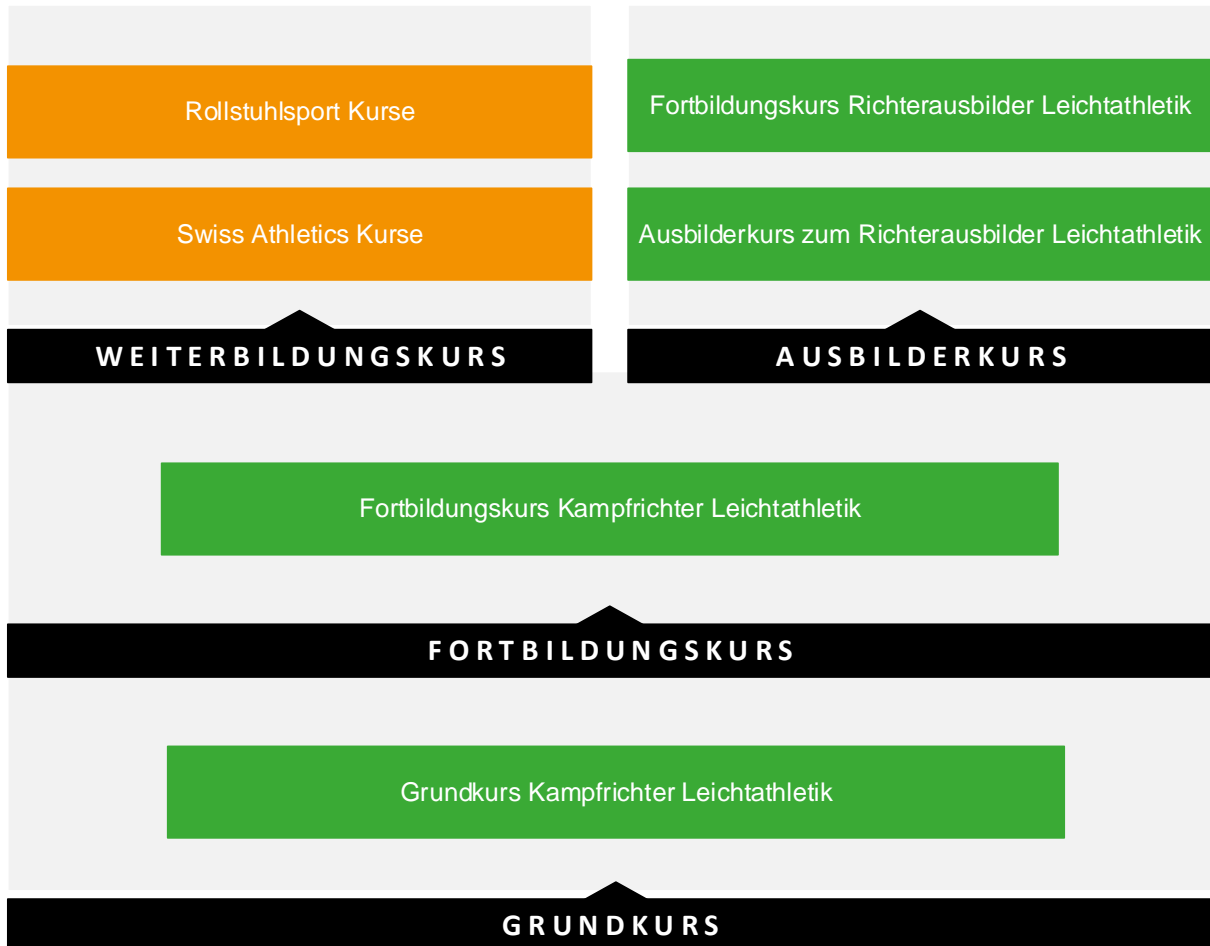 Rollstuhlsport Kurse
Swiss Athletics Kurse
WEITERBILDUNGSKURS
Fortbildungskurs Richterausbilder Leichtathletik
Ausbilderkurs zum Richterausbilder Leichtathletik
AUSBILDERKURS
Fortbildungskurs Kampfrichter Leichtathletik
FORTBILDUNGSKURS
Grundkurs Kampfrichter Leichtathletik
GRUNDKURS